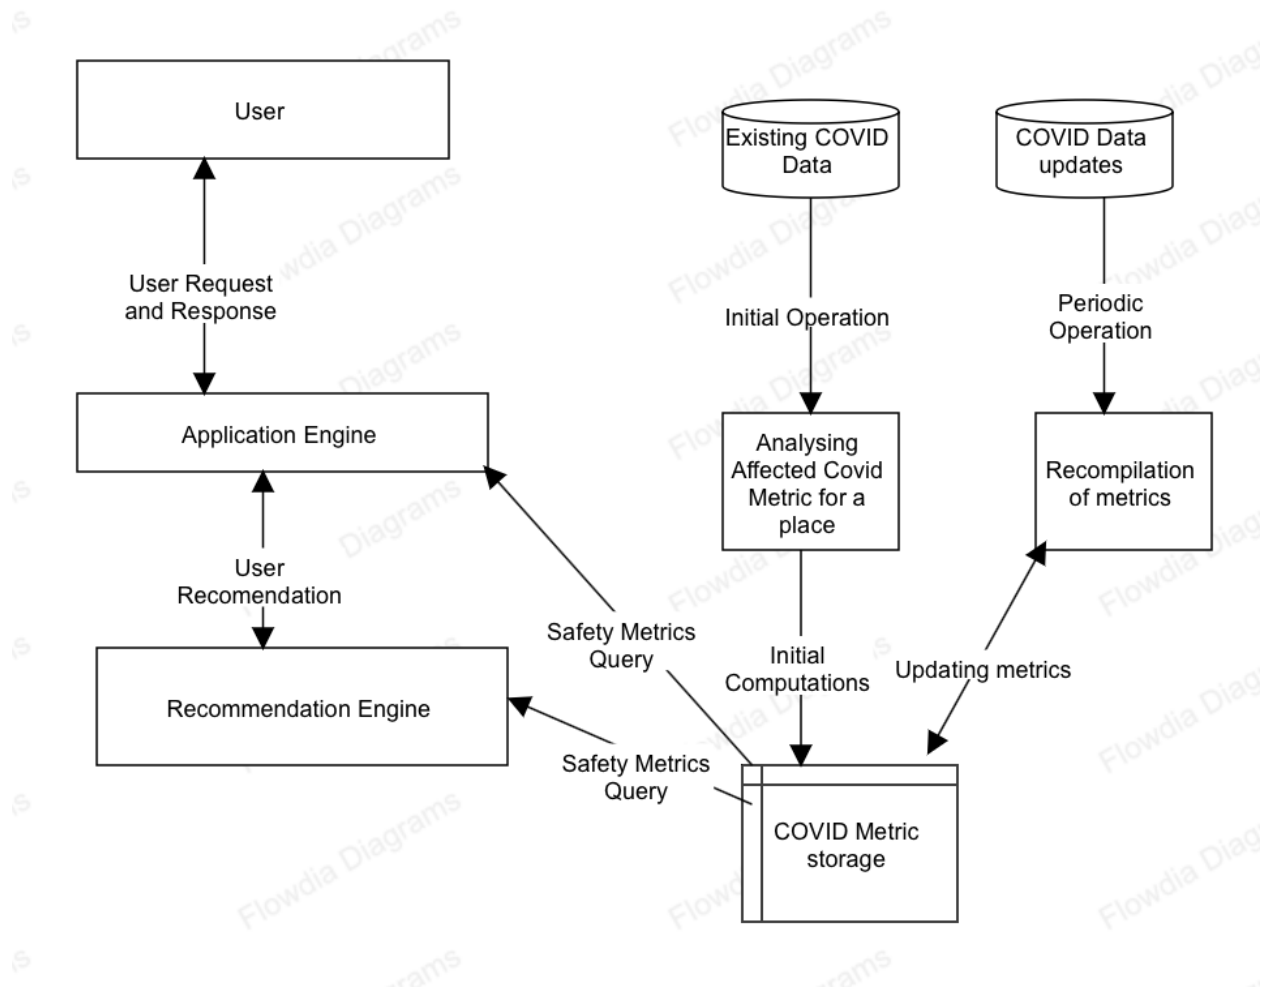 User
Existing COVID
Data
COVID Data
updates
User Request
and Response
Initial Operation
Periodic
Operation
Application Engine
Analysing
Affected Covid
Metric for a
place
Recompilation
of metrics
User
Recomendation
Safety Metrics
Query
Initial
Computations
Updating metrics
Recommendation Engine
Safety Metrics
Query
COVID Metric
storage
Flowdia Diagrams